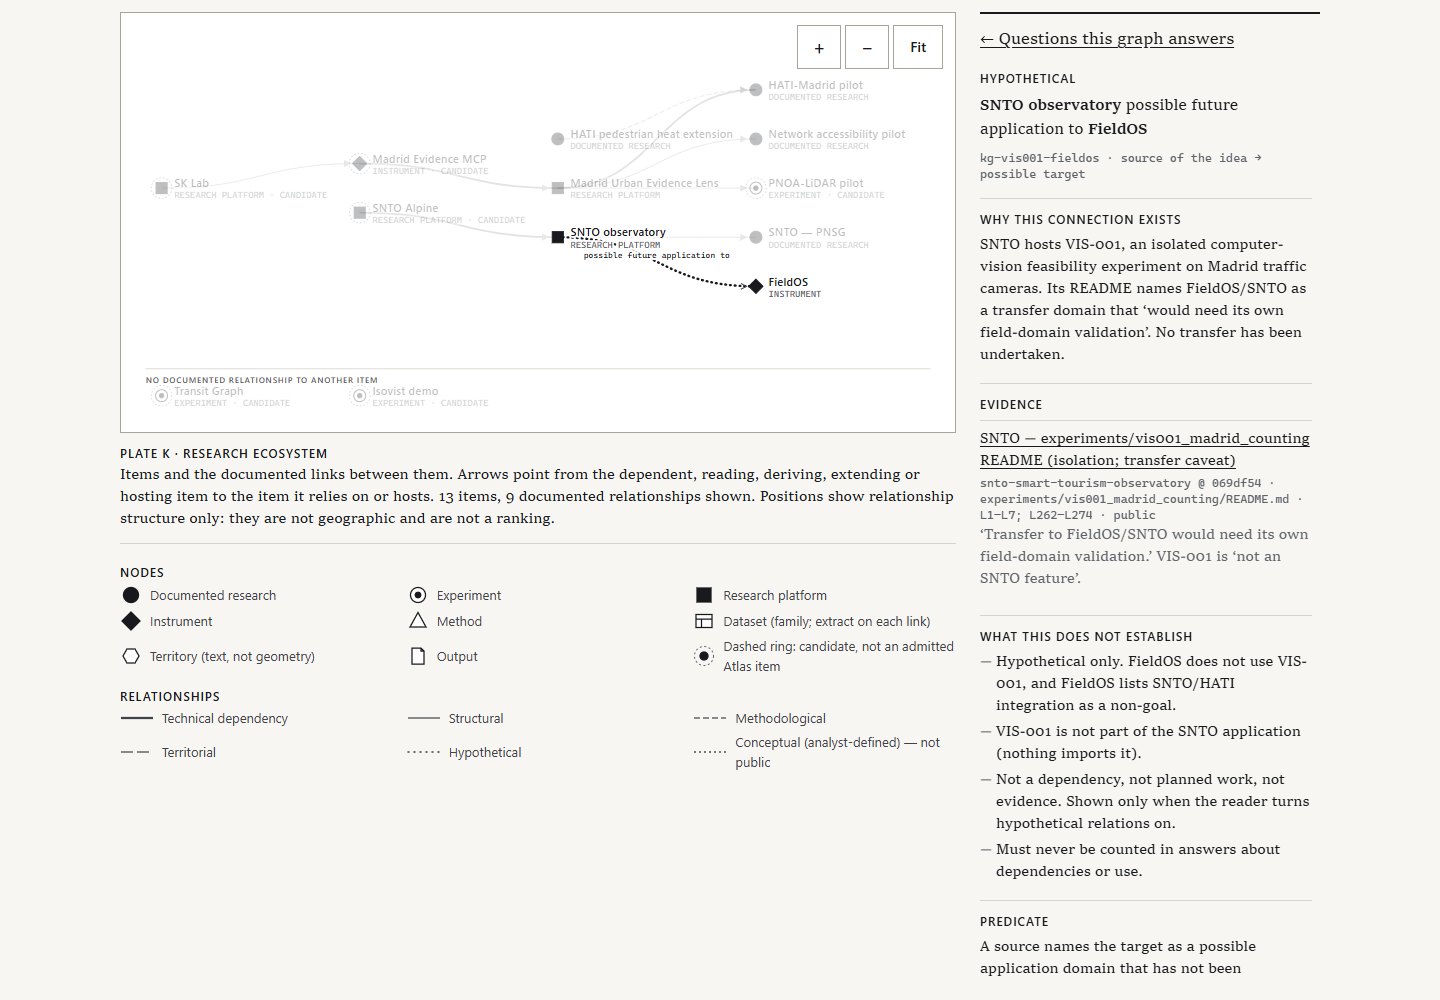 +
−
Fit
HATI-Madrid pilot
DOCUMENTED RESEARCH
HATI pedestrian heat extension
DOCUMENTED RESEARCH
Network accessibility pilot
DOCUMENTED RESEARCH
Madrid Evidence MCP
INSTRUMENT · CANDIDATE
SK Lab
RESEARCH PLATFORM · CANDIDATE
Madrid Urban Evidence Lens
RESEARCH PLATFORM
PNOA-LiDAR pilot
EXPERIMENT · CANDIDATE
SNTO Alpine
RESEARCH PLATFORM · CANDIDATE
SNTO observatory
RESEARCH PLATFORM
possible future application to
SNTO — PNSG
DOCUMENTED RESEARCH
FieldOS
INSTRUMENT
NO DOCUMENTED RELATIONSHIP TO ANOTHER ITEM
Transit Graph
EXPERIMENT · CANDIDATE
Isovist demo
EXPERIMENT · CANDIDATE
PLATE K · RESEARCH ECOSYSTEM
Items and the documented links between them. Arrows point from the dependent, reading, deriving, extending or
hosting item to the item it relies on or hosts. 13 items, 9 documented relationships shown. Positions show relationship
structure only: they are not geographic and are not a ranking.
NODES
Documented research
Experiment
Research platform
Instrument
Method
Dataset (family; extract on each link)
Territory (text, not geometry)
Output
Dashed ring: candidate, not an admitted
Atlas item
RELATIONSHIPS
Technical dependency
Structural
Methodological
Territorial
Hypothetical
Conceptual (analyst-defined) — not
public
← Questions this graph answers
HYPOTHETICAL
SNTO observatory possible future
application to FieldOS
kg-vis001-fieldos · source of the idea →
possible target
WHY THIS CONNECTION EXISTS
SNTO hosts VIS-001, an isolated computer-
vision feasibility experiment on Madrid traffic
cameras. Its README names FieldOS/SNTO as
a transfer domain that ‘would need its own
field-domain validation’. No transfer has been
undertaken.
EVIDENCE
SNTO — experiments/vis001_madrid_counting
README (isolation; transfer caveat)
snto-smart-tourism-observatory @ 069df54 ·
experiments/vis001_madrid_counting/README.md ·
L1–L7; L262–L274 · public
‘Transfer to FieldOS/SNTO would need its own
field-domain validation.’ VIS-001 is ‘not an
SNTO feature’.
WHAT THIS DOES NOT ESTABLISH
— Hypothetical only. FieldOS does not use VIS-
001, and FieldOS lists SNTO/HATI
integration as a non-goal.
— VIS-001 is not part of the SNTO application
(nothing imports it).
— Not a dependency, not planned work, not
evidence. Shown only when the reader turns
hypothetical relations on.
— Must never be counted in answers about
dependencies or use.
PREDICATE
A source names the target as a possible
application domain that has not been